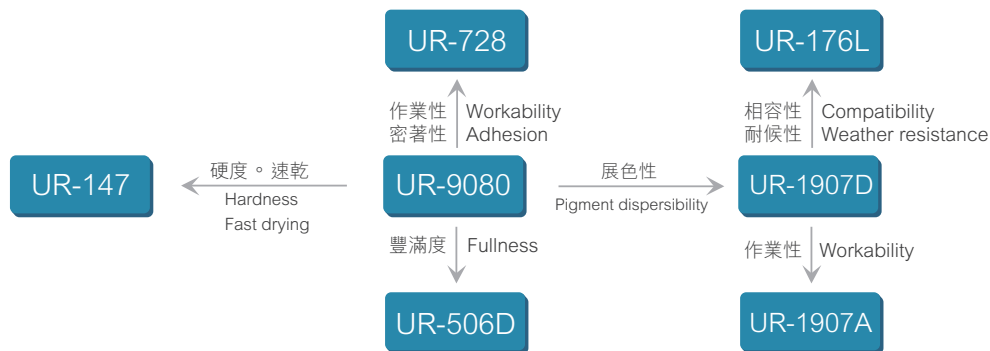 UR-728
UR-176L
作業性 Workability
密著性 Adhesion
相容性 Compatibility
耐候性 Weather resistance
UR-147
硬度。速乾
Hardness
Fast drying
UR-9080
展色性
Pigment dispersibility
UR-1907D
豐滿度 Fullness
作業性 Workability
UR-506D
UR-1907A